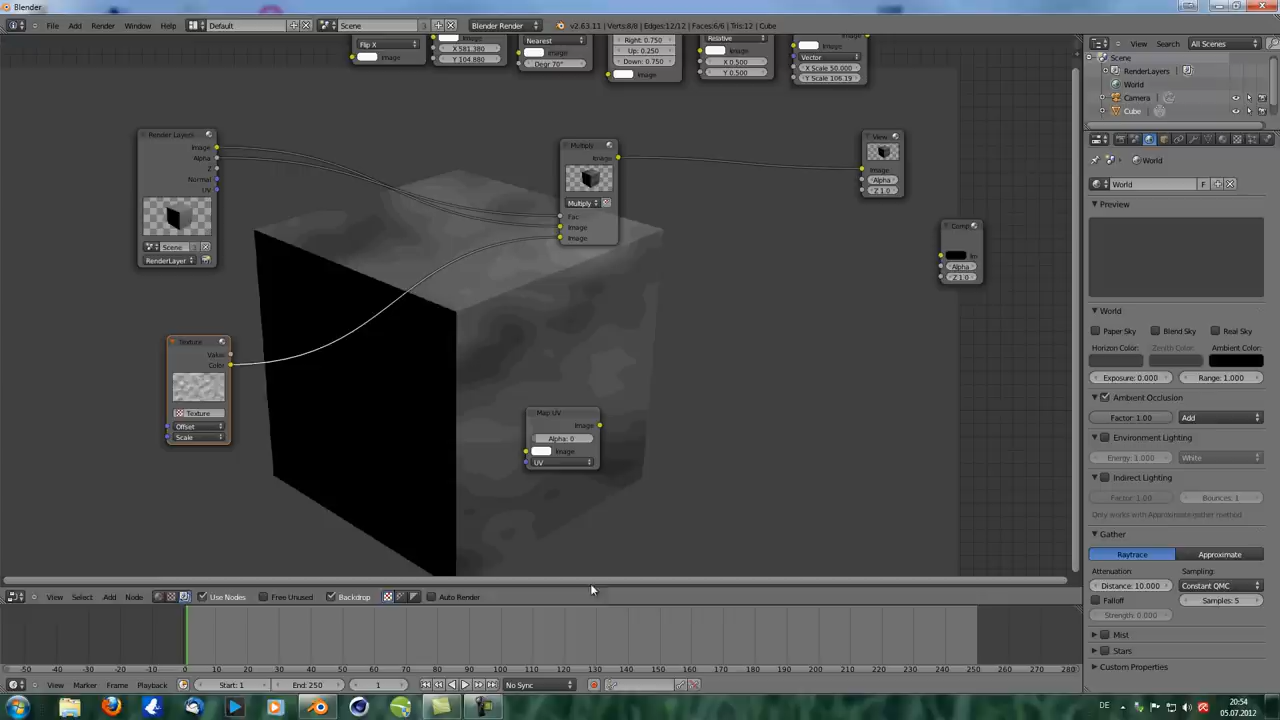 Blender
File Add Render Window Help Default Scene 3 Blender Render v2.63.11 | Verts:8/8 | Edges:12/12 | Faces:6/6 | Tris:12 | Cube
Flip X
Image
Image
X 581.380
Y 104.880
Nearest
Image
Degr 70°
Right: 0.750
Up: 0.250
Down: 0.750
Image
Relative
Image
X 0.500
Y 0.500
Image
Vector
X Scale 50.000
Y Scale 106.19
Render Layers
Image
Alpha
Z
Normal
UV
Scene
RenderLayer
Multiply
Image
Multiply
Fac
Image
Image
View
Image
Alpha
Z 1.0
Comp
Im
Alpha
Z 1.0
Texture
Value
Color
Texture
Offset
Scale
Map UV
Image
Alpha: 0
Image
UV
View Select Add Node Use Nodes Free Unused Backdrop Auto Render
-50 -40 -30 -20 -10 0 10 20 30 40 50 60 70 80 90 100 110 120 130 140 150 160 170 180 190 200 210 220 230 240 250 260 270 280
View Marker Frame Playback Start: 1 End: 250 1 No Sync
View Search All Scenes
Scene
RenderLayers
World
Camera
Cube
World
World F
Preview
World
Paper Sky Blend Sky Real Sky
Horizon Color: Zenith Color: Ambient Color:
Exposure: 0.000 Range: 1.000
Ambient Occlusion
Factor: 1.00 Add
Environment Lighting
Energy: 1.000 White
Indirect Lighting
Factor: 1.00 Bounces: 1
Only works with Approximate gather method
Gather
Raytrace Approximate
Attenuation: Sampling:
Distance: 10.000 Constant QMC
Falloff Samples: 5
Strength: 0.000
Mist
Stars
Custom Properties
DE 20:54
05.07.2012